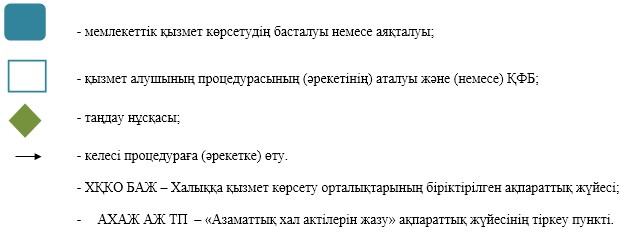 - мемлекеттік қызмет көрсетудің басталуы немесе аяқталуы;
- қызмет алушының процедурасының (әрекетінің) аталуы және (немесе) ҚФБ;
- таңдау нұсқасы;
- келесі процедураға (әрекетке) өту.
- ХҚКО БАЖ – Халыққа қызмет көрсету орталықтарының біріктірілген ақпараттық жүйесі;
- АХАЖ АЖ ТП – «Азаматтық хал актілерін жазу» ақпараттық жүйесінің тіркеу пункті.